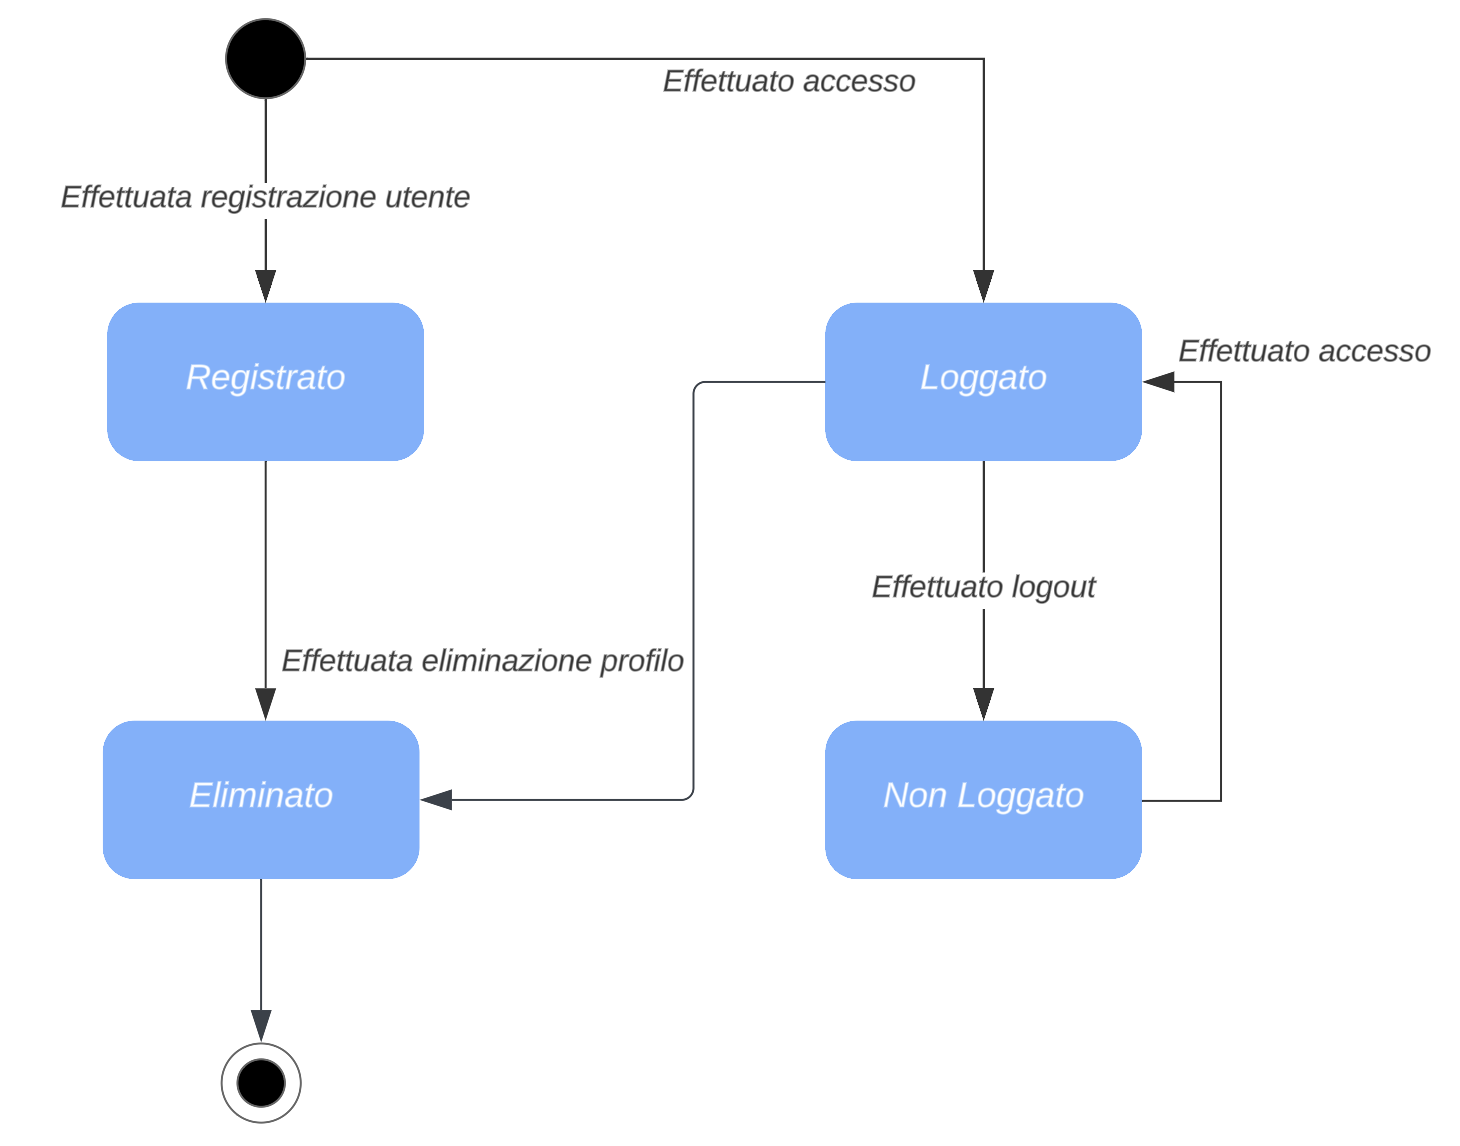 Effettuato accesso
Effettuata registrazione utente
Effettuato accesso
Registrato
Loggato
Effettuato logout
Effettuata eliminazione profilo
Eliminato
Non Loggato